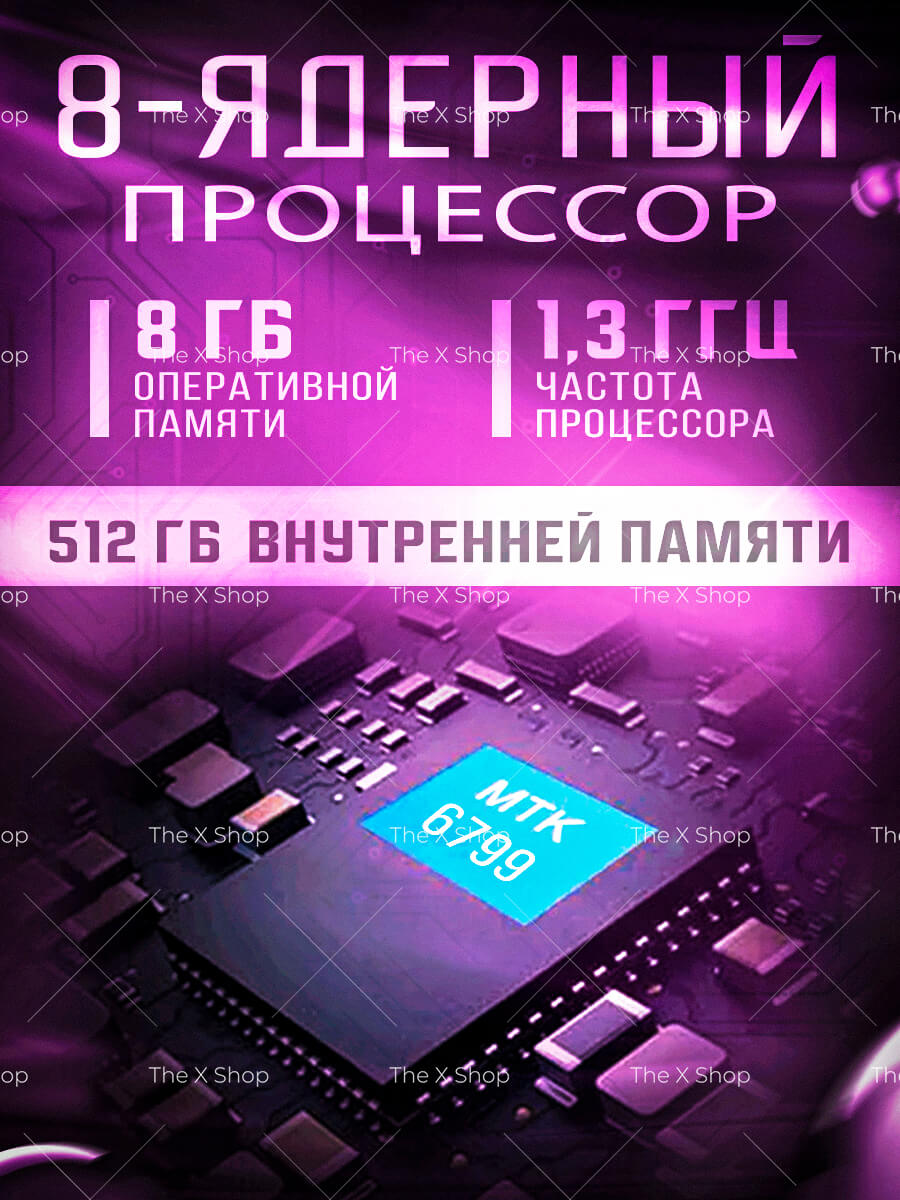 8-ЯДЕРНЫЙ
ПРОЦЕССОР
8 ГБ
ОПЕРАТИВНОЙ
ПАМЯТИ
1,3 ГГЦ
ЧАСТОТА
ПРОЦЕССОРА
512 ГБ ВНУТРЕННЕЙ ПАМЯТИ
МТК
6799
The X Shop